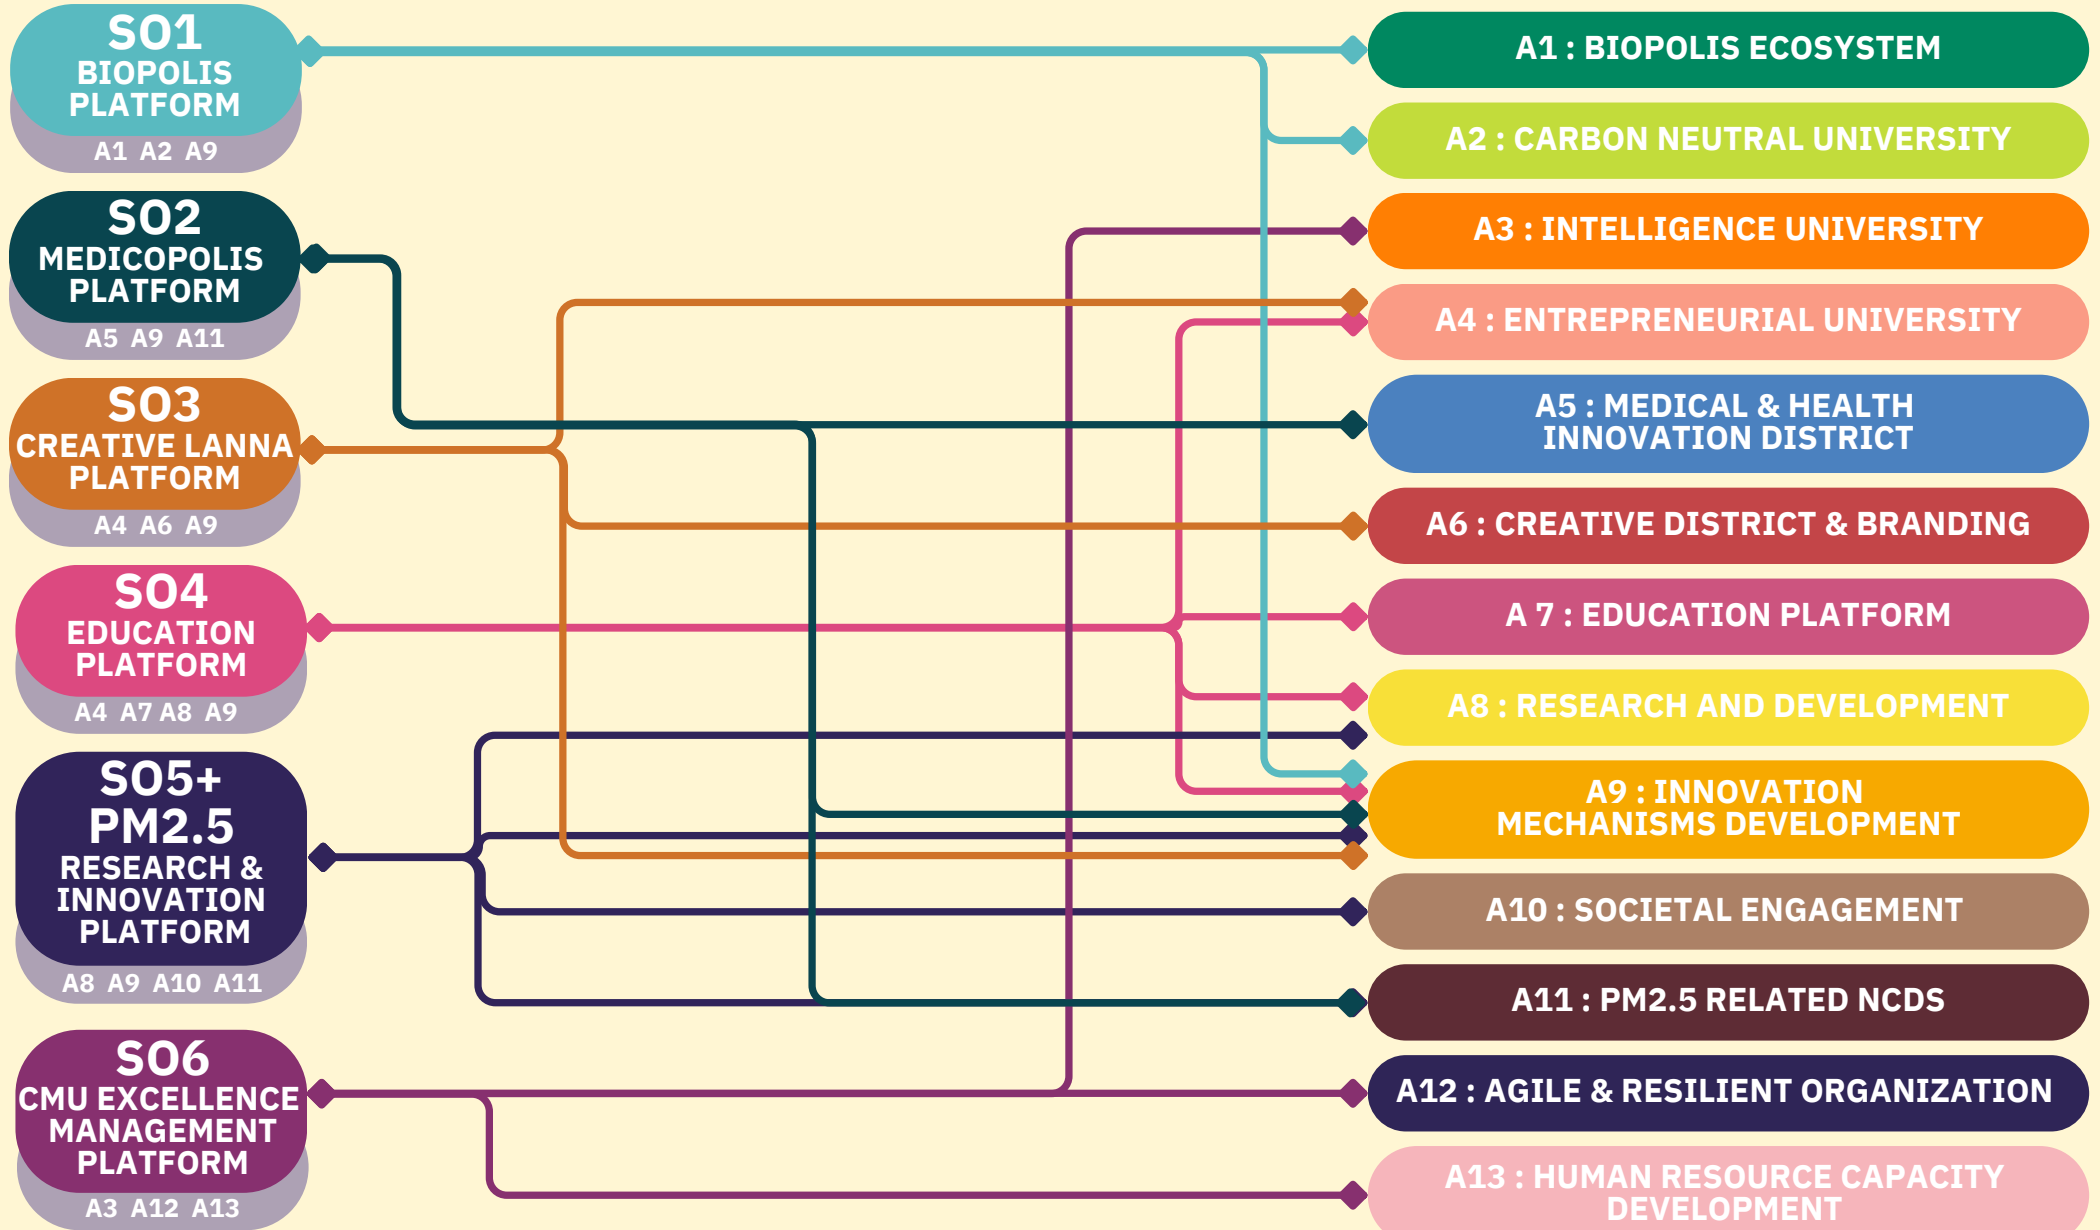 SO1
BIOPOLIS
PLATFORM
A1 A2 A9
SO2
MEDICOPOLIS
PLATFORM
A5 A9 A11
SO3
CREATIVE LANNA
PLATFORM
A4 A6 A9
SO4
EDUCATION
PLATFORM
A4 A7 A8 A9
SO5+
PM2.5
RESEARCH &
INNOVATION
PLATFORM
A8 A9 A10 A11
SO6
CMU EXCELLENCE
MANAGEMENT
PLATFORM
A3 A12 A13
A1 : BIOPOLIS ECOSYSTEM
A2 : CARBON NEUTRAL UNIVERSITY
A3 : INTELLIGENCE UNIVERSITY
A4 : ENTREPRENEURIAL UNIVERSITY
A5 : MEDICAL & HEALTH
INNOVATION DISTRICT
A6 : CREATIVE DISTRICT & BRANDING
A 7 : EDUCATION PLATFORM
A8 : RESEARCH AND DEVELOPMENT
A9 : INNOVATION
MECHANISMS DEVELOPMENT
A10 : SOCIETAL ENGAGEMENT
A11 : PM2.5 RELATED NCDS
A12 : AGILE & RESILIENT ORGANIZATION
A13 : HUMAN RESOURCE CAPACITY
DEVELOPMENT